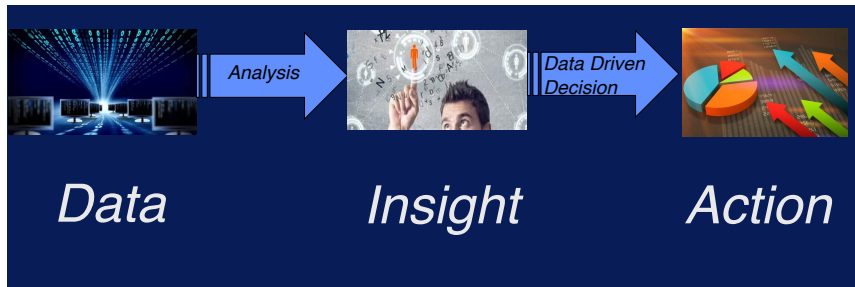 Analysis
Data Driven
Decision
Data
Insight
Action